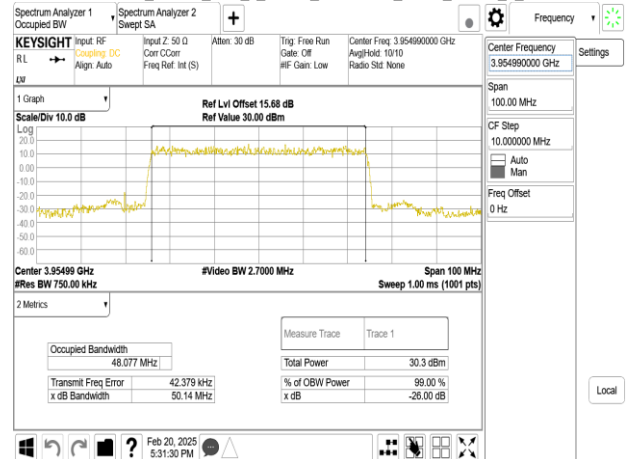 Spectrum Analyzer 1
Occupied BW
Spectrum Analyzer 2
Swept SA
+
Frequency
KEYSIGHT
RL
Input: RF
Coupling: DC
Align: Auto
Input Z: 50 Ω
Corr CCorr
Freq Ref: Int (S)
Atten: 30 dB
Trig: Free Run
Gate: Off
#IF Gain: Low
Center Freq: 3.954990000 GHz
Avg|Hold: 10/10
Radio Std: None
Center Frequency
3.954990000 GHz
Settings
Span
100.00 MHz
CF Step
10.000000 MHz
Auto
Man
Freq Offset
0 Hz
1 Graph
Ref Lvl Offset 15.68 dB
Scale/Div 10.0 dB
Ref Value 30.00 dBm
Log
20.0
10.0
0.00
-10.0
-20.0
-30.0
-40.0
-50.0
-60.0
Center 3.95499 GHz
#Video BW 2.7000 MHz
Span 100 MHz
#Res BW 750.00 kHz
Sweep 1.00 ms (1001 pts)
2 Metrics
Measure Trace
Trace 1
Occupied Bandwidth
48.077 MHz
Total Power
30.3 dBm
Transmit Freq Error
42.379 kHz
% of OBW Power
99.00 %
x dB Bandwidth
50.14 MHz
x dB
-26.00 dB
Local
?
Feb 20, 2025
5:31:30 PM